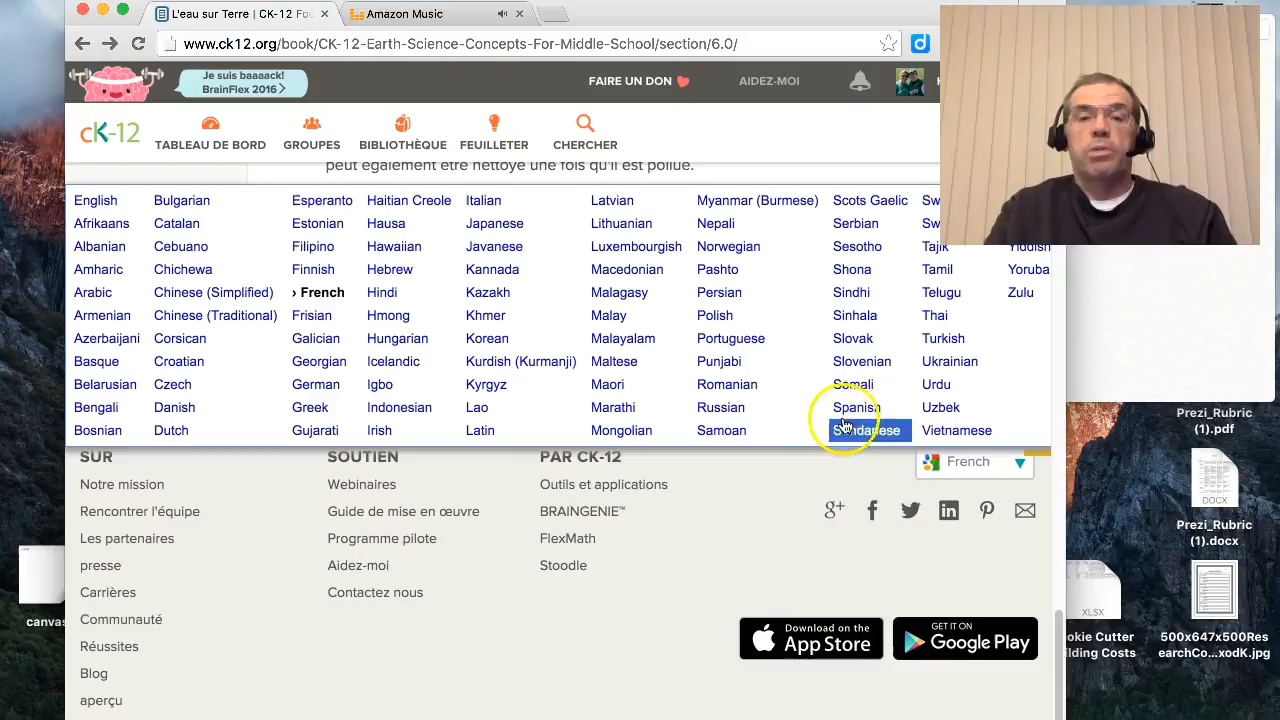 L'eau sur Terre | CK-12 Fou
Amazon Music
www.ck12.org/book/CK-12-Earth-Science-Concepts-For-Middle-School/section/6.0/
Je suis baaaack!
BrainFlex 2016 >
FAIRE UN DON
AIDEZ-MOI
cK-12
TABLEAU DE BORD
GROUPES
BIBLIOTHÈQUE
FEUILLETER
CHERCHER
peut également être nettoyé une fois qu'il est pollué.
English
Afrikaans
Albanian
Amharic
Arabic
Armenian
Azerbaijani
Basque
Belarusian
Bengali
Bosnian
Bulgarian
Catalan
Cebuano
Chichewa
Chinese (Simplified)
Chinese (Traditional)
Corsican
Croatian
Czech
Danish
Dutch
Esperanto
Estonian
Filipino
Finnish
› French
Frisian
Galician
Georgian
German
Greek
Gujarati
Haitian Creole
Hausa
Hawaiian
Hebrew
Hindi
Hmong
Hungarian
Icelandic
Igbo
Indonesian
Irish
Italian
Japanese
Javanese
Kannada
Kazakh
Khmer
Korean
Kurdish (Kurmanji)
Kyrgyz
Lao
Latin
Latvian
Lithuanian
Luxembourgish
Macedonian
Malagasy
Malay
Malayalam
Maltese
Maori
Marathi
Mongolian
Myanmar (Burmese)
Nepali
Norwegian
Pashto
Persian
Polish
Portuguese
Punjabi
Romanian
Russian
Samoan
Scots Gaelic
Serbian
Sesotho
Shona
Sindhi
Sinhala
Slovak
Slovenian
Somali
Spanish
Sundanese
Sw
Sw
Tajik
Tamil
Telugu
Thai
Turkish
Ukrainian
Urdu
Uzbek
Vietnamese
Yiddish
Yoruba
Zulu
SUR
Notre mission
Rencontrer l'équipe
Les partenaires
presse
Carrières
Communauté
Réussites
Blog
aperçu
SOUTIEN
Webinaires
Guide de mise en œuvre
Programme pilote
Aidez-moi
Contactez nous
PAR CK-12
Outils et applications
BRAINGENIE™
FlexMath
Stoodle
French
Download on the
App Store
GET IT ON
Google Play
Prezi_Rubric
(1).pdf
DOCX
Prezi_Rubric
(1).docx
XLSX
ookie Cutter
ilding Costs
500x647x500Res
earchCo...xodK.jpg
canvas